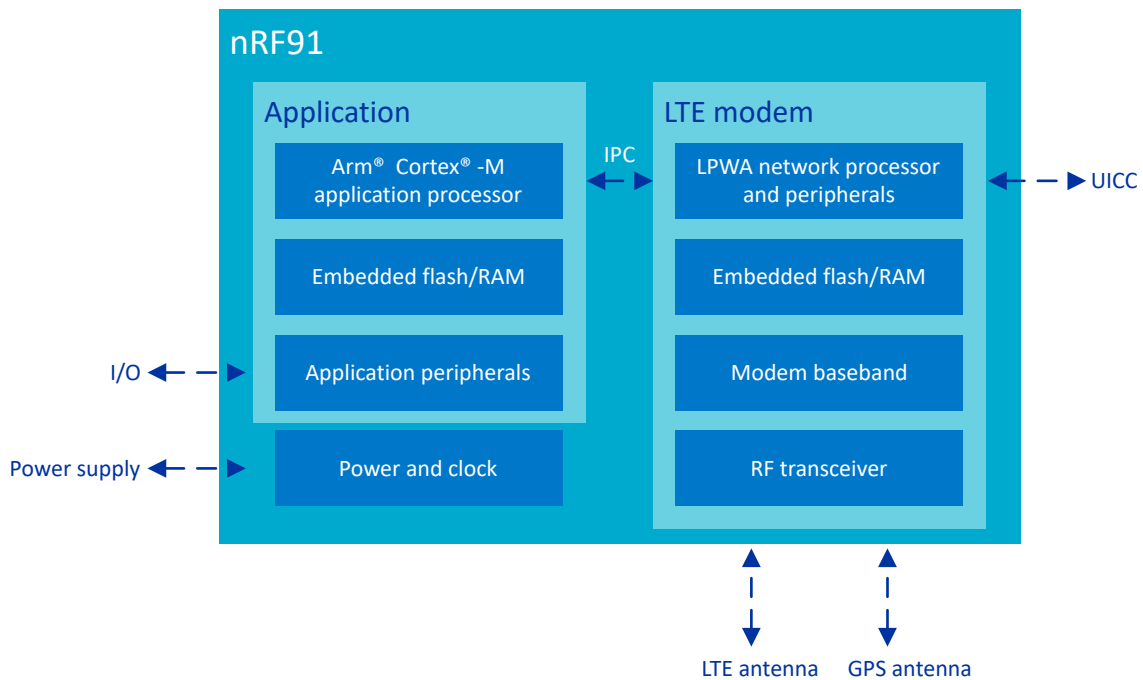 nRF91
Application
Arm® Cortex® -M
application processor
Embedded flash/RAM
Application peripherals
Power and clock
IPC
LTE modem
LPWA network processor
and peripherals
Embedded flash/RAM
Modem baseband
RF transceiver
UICC
I/O
Power supply
LTE antenna
GPS antenna